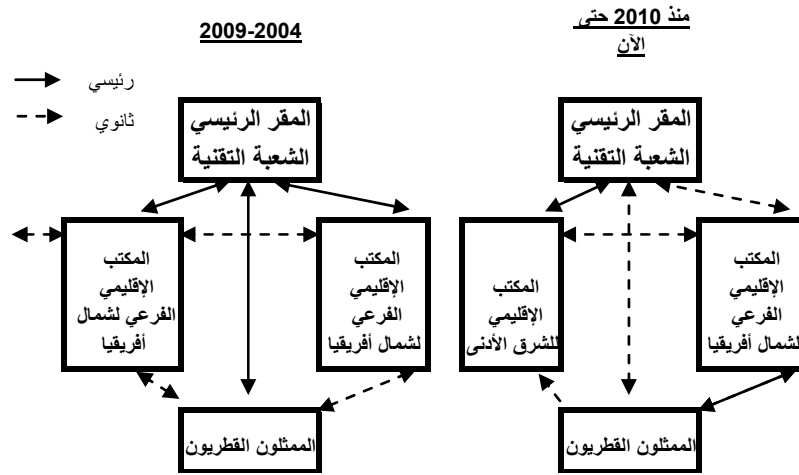 منذ 2010 حتى
الآن
2009-2004
رئيسي
ثانوي
المقر الرئيسي
الشعبة التقنية
المقر الرئيسي
الشعبة التقنية
المكتب
الإقليمي
الفرعي
لشمال أفريقيا
المكتب
الإقليمي
للشرق الأدنى
المكتب
الإقليمي
الفرعي
لشمال أفريقيا
المكتب
الإقليمي
الفرعي لشمال
أفريقيا
الممثلون القطريون
الممثلون القطريون